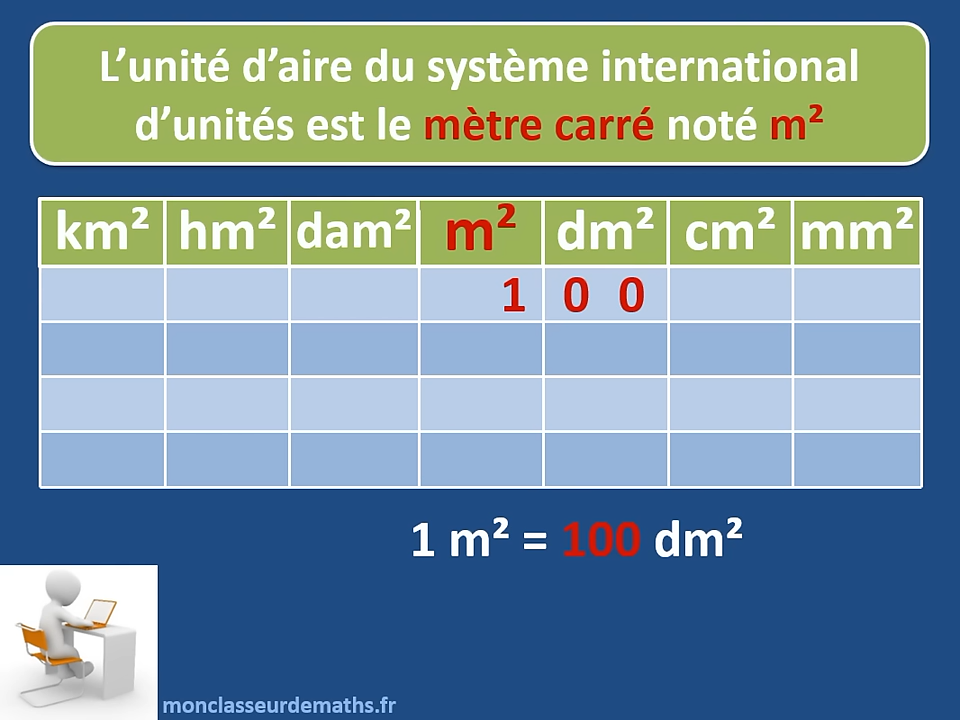 L’unité d’aire du système international
d’unités est le mètre carré noté m²
km² hm² dam² m² dm² cm² mm²
1 0 0
1 m² = 100 dm²
monclasseurdemaths.fr